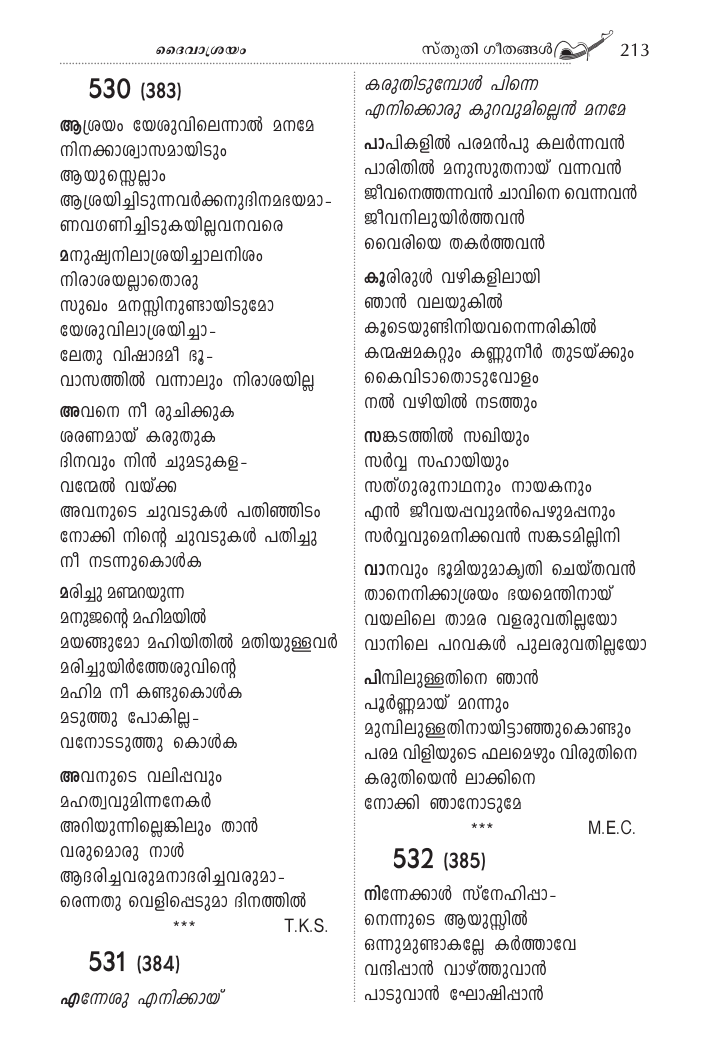 ദൈവാശ്രയം
സ്തുതി ഗീതങ്ങൾ 213
530 (383)
ആശ്രയം യേശുവിലെന്നാൽ മനമേ
നിനക്കാശ്വാസമായിടും
ആയുസ്സെല്ലാം
ആശ്രയിച്ചിടുന്നവർക്കനുദിനമഭയമാ-
ണവഗണിച്ചിടുകയില്ലവനവരെ
മനുഷ്യനിലാശ്രയിച്ചാലനിശം
നിരാശയല്ലാതൊരു
സുഖം മനസ്സിനുണ്ടായിടുമോ
യേശുവിലാശ്രയിച്ചാ-
ലേതു വിഷാദമീ ഭൂ-
വാസത്തിൽ വന്നാലും നിരാശയില്ല
അവനെ നീ രുചിക്കുക
ശരണമായ് കരുതുക
ദിനവും നിൻ ചുമടുകള-
വന്മേൽ വയ്ക്ക
അവനുടെ ചുവടുകൾ പതിഞ്ഞിടം
നോക്കി നിന്റെ ചുവടുകൾ പതിച്ചു
നീ നടന്നുകൊൾക
മരിച്ചു മണ്മറയുന്ന
മനുജന്റെ മഹിമയിൽ
മയങ്ങുമോ മഹിയിതിൽ മതിയുള്ളവർ
മരിച്ചുയിർത്തേശുവിന്റെ
മഹിമ നീ കണ്ടുകൊൾക
മടുത്തു പോകില്ല-
വനോടടുത്തു കൊൾക
അവനുടെ വലിപ്പവും
മഹത്വവുമിന്നനേകർ
അറിയുന്നില്ലെങ്കിലും താൻ
വരുമൊരു നാൾ
ആദരിച്ചവരുമനാദരിച്ചവരുമാ-
രെന്നതു വെളിപ്പെടുമാ ദിനത്തിൽ
*** T.K.S.
531 (384)
എന്നേശു എനിക്കായ്
കരുതിടുമ്പോൾ പിന്നെ
എനിക്കൊരു കുറവുമില്ലെൻ മനമേ
പാപികളിൽ പരമൻപു കലർന്നവൻ
പാരിതിൽ മനുസുതനായ് വന്നവൻ
ജീവനെത്തന്നവൻ ചാവിനെ വെന്നവൻ
ജീവനിലുയിർത്തവൻ
വൈരിയെ തകർത്തവൻ
കൂരിരുൾ വഴികളിലായി
ഞാൻ വലയുകിൽ
കൂടെയുണ്ടിനിയവനെന്നരികിൽ
കന്മഷമകറ്റും കണ്ണുനീർ തുടയ്ക്കും
കൈവിടാതൊടുവോളം
നൽ വഴിയിൽ നടത്തും
സങ്കടത്തിൽ സഖിയും
സർവ്വ സഹായിയും
സത്ഗുരുനാഥനും നായകനും
എൻ ജീവയപ്പവുമൻപെഴുമപ്പനും
സർവ്വവുമെനിക്കവൻ സങ്കടമില്ലിനി
വാനവും ഭൂമിയുമാകൃതി ചെയ്തവൻ
താനെനിക്കാശ്രയം ഭയമെന്തിനായ്
വയലിലെ താമര വളരുവതില്ലയോ
വാനിലെ പറവകൾ പുലരുവതില്ലയോ
പിമ്പിലുള്ളതിനെ ഞാൻ
പൂർണ്ണമായ് മറന്നും
മുമ്പിലുള്ളതിനായിട്ടാഞ്ഞുകൊണ്ടും
പരമ വിളിയുടെ ഫലമെഴും വിരുതിനെ
കരുതിയെൻ ലാക്കിനെ
നോക്കി ഞാനോടുമേ
*** M.E.C.
532 (385)
നിന്നേക്കാൾ സ്നേഹിപ്പാ-
നെന്നുടെ ആയുസ്സിൽ
ഒന്നുമുണ്ടാകല്ലേ കർത്താവേ
വന്ദിപ്പാൻ വാഴ്ത്തുവാൻ
പാടുവാൻ ഘോഷിപ്പാൻ